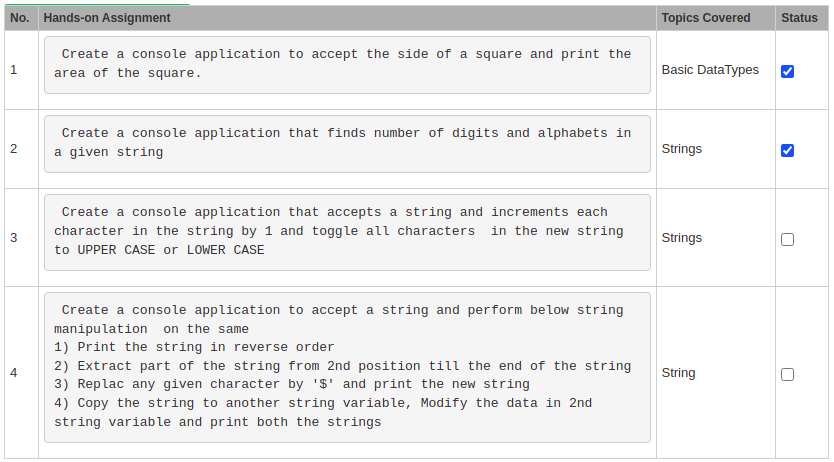 No. Hands-on Assignment Topics Covered Status
1
Create a console application to accept the side of a square and print the
area of the square.
Basic DataTypes
2
Create a console application that finds number of digits and alphabets in
a given string
Strings
3
Create a console application that accepts a string and increments each
character in the string by 1 and toggle all characters  in the new string
to UPPER CASE or LOWER CASE
Strings
4
Create a console application to accept a string and perform below string
manipulation  on the same
1) Print the string in reverse order
2) Extract part of the string from 2nd position till the end of the string
3) Replac any given character by '$' and print the new string
4) Copy the string to another string variable, Modify the data in 2nd
string variable and print both the strings
String